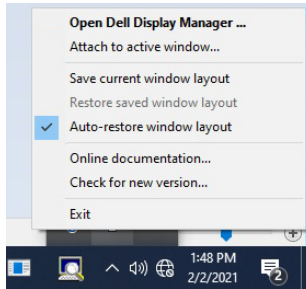 Open Dell Display Manager ...
Attach to active window...
Save current window layout
Restore saved window layout
Auto-restore window layout
Online documentation...
Check for new version...
Exit
1:48 PM
2/2/2021
2